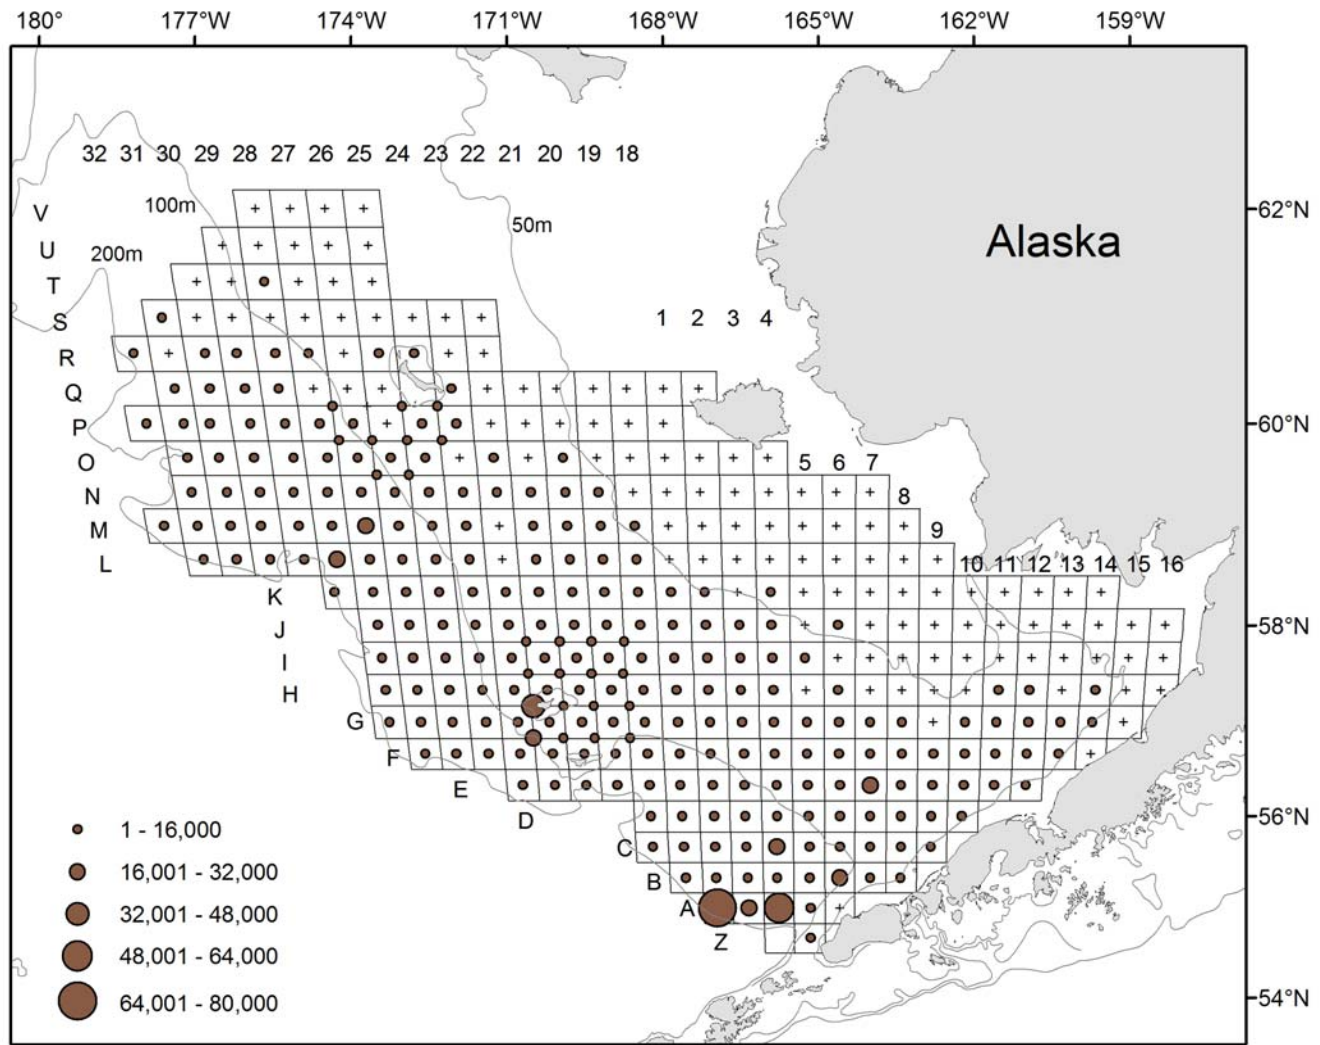 180° 177°W 174°W 171°W 168°W 165°W 162°W 159°W
32 31 30 29 28 27 26 25 24 23 22 21 20 19 18
V
100m
62°N
50m
U
Alaska
200m
T
S
1 2 3 4
R
Q
P
60°N
O
5 6 7
N
8
M
9
L
10 11 12 13 14 15 16
K
J
58°N
I
H
G
F
E
D
56°N
1 - 16,000
C
16,001 - 32,000
B
A
32,001 - 48,000
Z
48,001 - 64,000
64,001 - 80,000
54°N